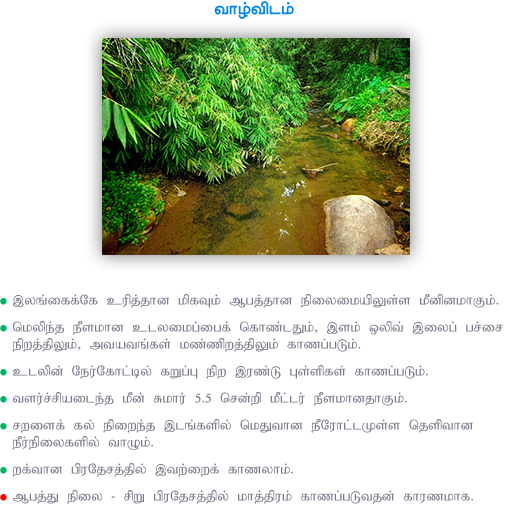 வாழ்விடம்
இலங்கைக்கே உரித்தான மிகவும் ஆபத்தான நிலைமையிலுள்ள மீனினமாகும்.
மெலிந்த நீளமான உடலமைப்பைக் கொண்டதும், இளம் ஒலிவ் இலைப் பச்சை
நிறத்திலும், அவயவங்கள் மண்ணிறத்திலும் காணப்படும்.
உடலின் நேர்கோட்டில் கறுப்பு நிற இரண்டு புள்ளிகள் காணப்படும்.
வளர்ச்சியடைந்த மீன் சுமார் 5.5 சென்றி மீட்டர் நீளமானதாகும்.
சறளைக் கல் நிறைந்த இடங்களில் மெதுவான நீரோட்டமுள்ள தெளிவான
நீர்நிலைகளில் வாழும்.
றக்வான பிரதேசத்தில் இவற்றைக் காணலாம்.
ஆபத்து நிலை - சிறு பிரதேசத்தில் மாத்திரம் காணப்படுவதன் காரணமாக.